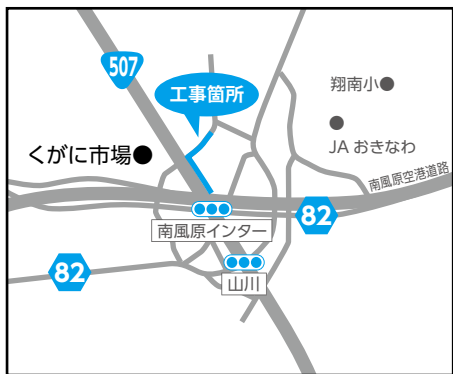 507
工事箇所
翔南小
JA おきなわ
くがに市場
南風原空港道路
82
南風原インター
82
山川